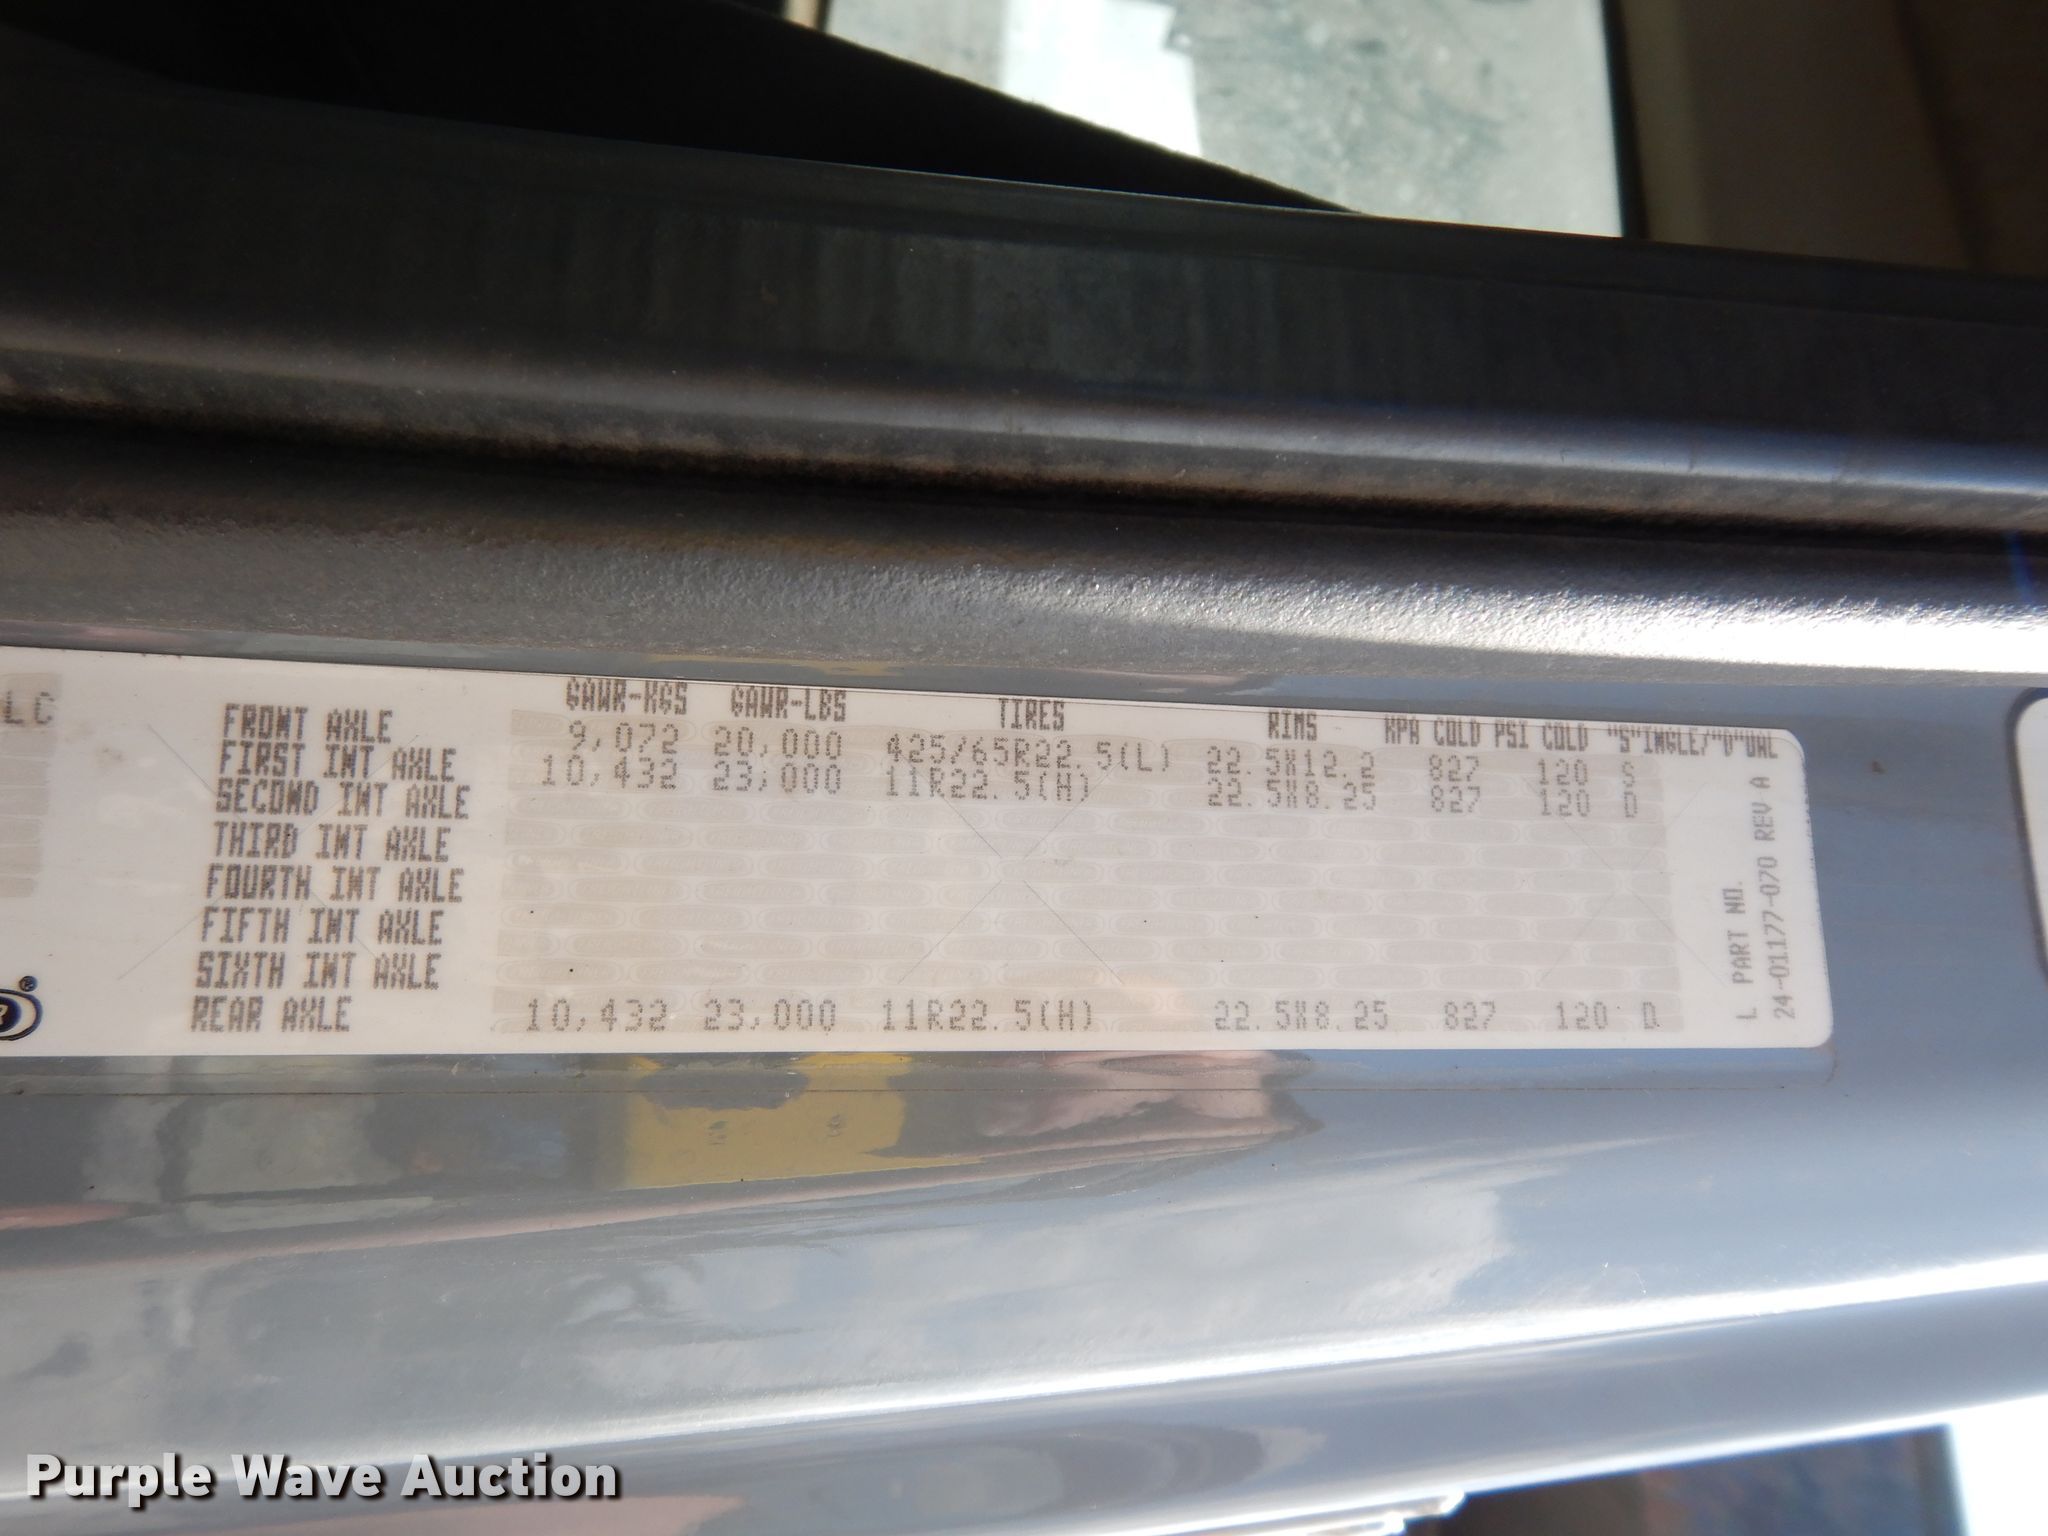 LC
GAWR-KGS GAWR-LBS TIRES RIMS KPA COLD PSI COLD "S"INGLE/"D"UAL
FRONT AXLE 9,072 20,000 425/65R22.5(L) 22.5X12.2 827 120 S
FIRST INT AXLE 10,432 23,000 11R22.5(H) 22.5X8.25 827 120 D
SECOND INT AXLE
THIRD INT AXLE
FOURTH INT AXLE
FIFTH INT AXLE
SIXTH INT AXLE
REAR AXLE 10,432 23,000 11R22.5(H) 22.5X8.25 827 120 D
L PART NO.
24-01177-070 REV A
®
Purple Wave Auction